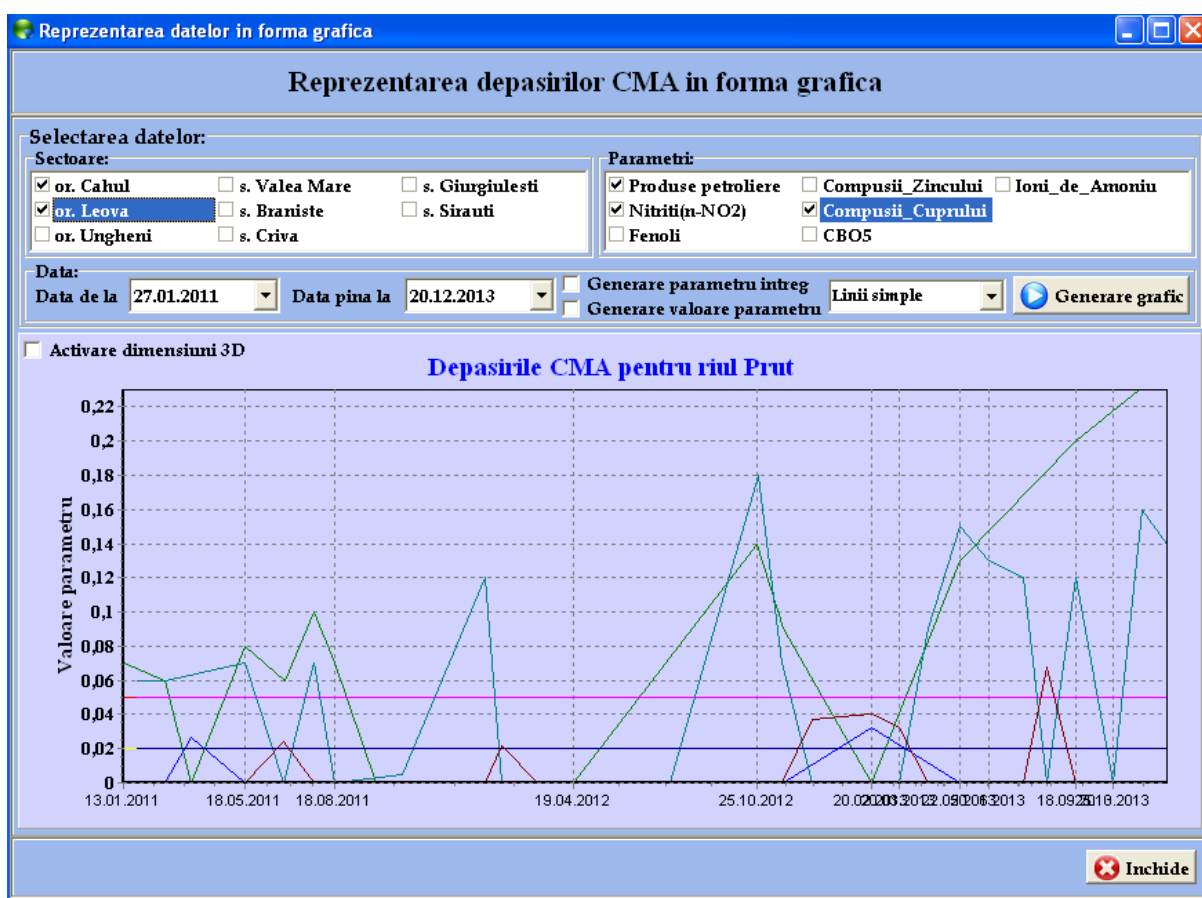 Reprezentarea datelor in forma grafica
Reprezentarea depasirilor CMA in forma grafica
Selectarea datelor:
Sectoare:
or. Cahul s. Valea Mare s. Giurgiulesti
or. Leova s. Braniste s. Sirauti
or. Ungheni s. Criva
Parametri:
Produse petroliere Compusii_Zincului Ioni_de_Amoniu
Nitriti(n-NO2) Compusii_Cuprului
Fenoli CBO5
Data:
Data de la 27.01.2011 Data pina la 20.12.2013
Generare parametru intreg
Generare valoare parametru
Linii simple
Generare grafic
Activare dimensiuni 3D
Depasirile CMA pentru riul Prut
Valoare parametru
0,22
0,2
0,18
0,16
0,14
0,12
0,1
0,08
0,06
0,04
0,02
0
13.01.2011 18.05.2011 18.08.2011 19.04.2012 25.10.2012
Inchide